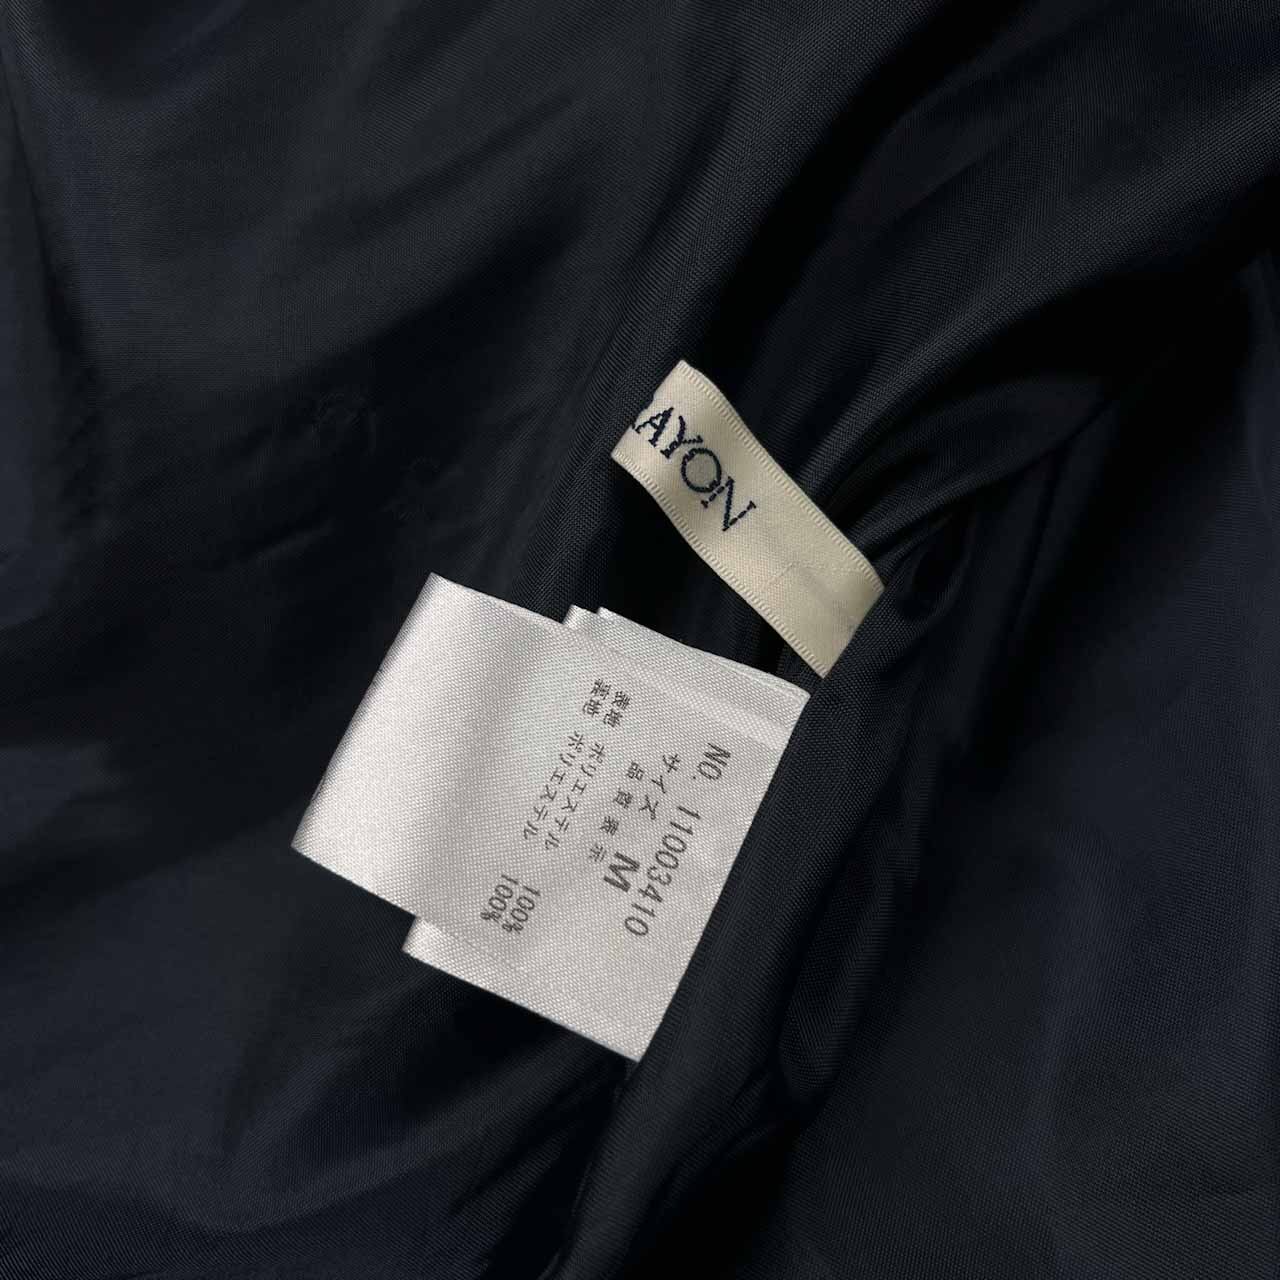 RAYON
NO. 11003410
サイズ M
品質表示
表地 ポリエステル 100%
裏地 ポリエステル 100%